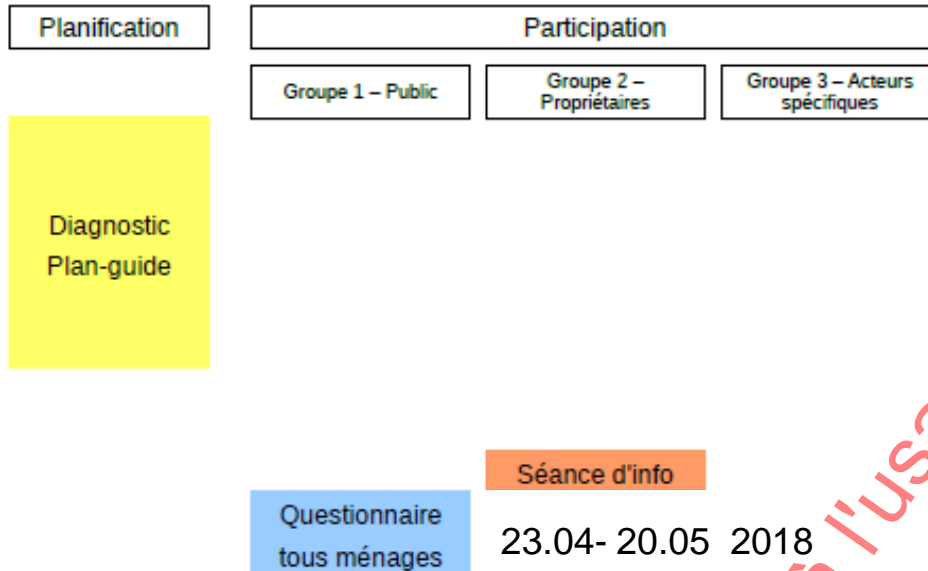 Planification
Participation
Groupe 1 – Public
Groupe 2 –
Propriétaires
Groupe 3 – Acteurs
spécifiques
Diagnostic
Plan-guide
Séance d'info
Questionnaire
tous ménages
23.04- 20.05 2018
à l'usa